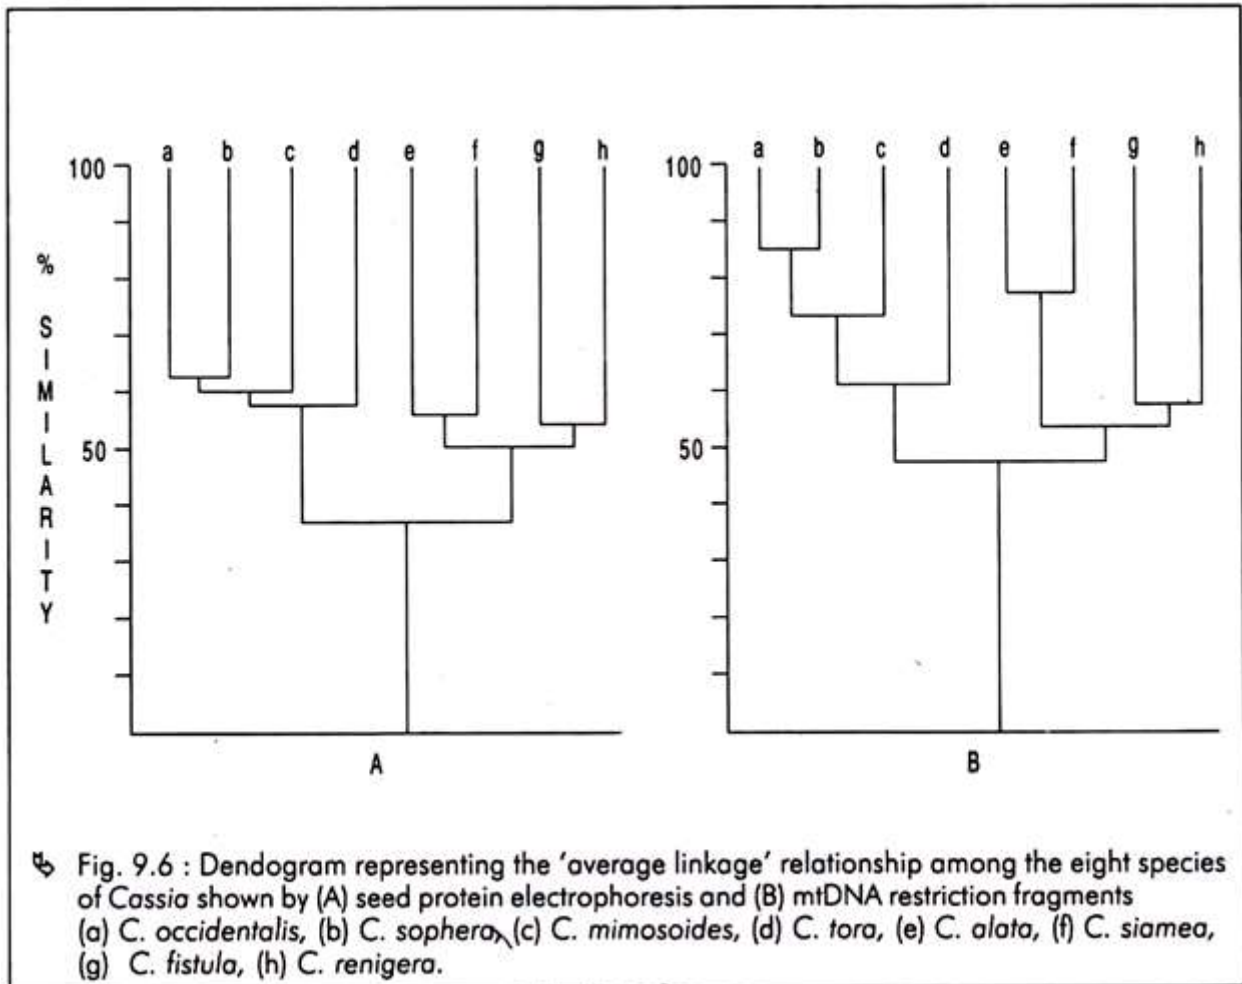 a b c d e f g h
a b c d e f g h
100
100
% SIMILARITY
50
50
A
B
Fig. 9.6 : Dendogram representing the 'average linkage' relationship among the eight species
of Cassia shown by (A) seed protein electrophoresis and (B) mtDNA restriction fragments
(a) C. occidentalis, (b) C. sophera, (c) C. mimosoides, (d) C. tora, (e) C. alata, (f) C. siamea,
(g) C. fistula, (h) C. renigera.